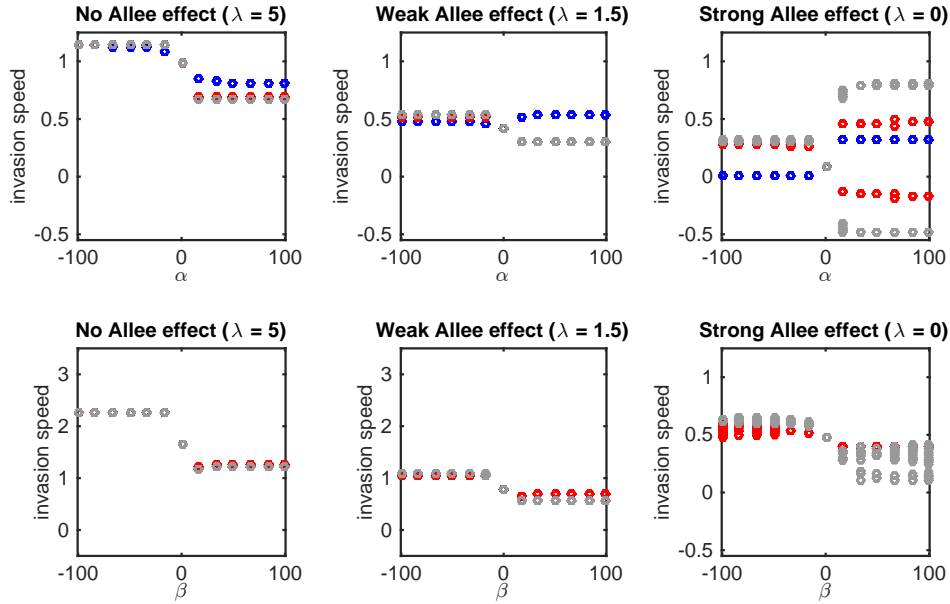 No Allee effect (λ = 5)
1
0.5
0
-0.5
invasion speed
-100
0
100
α
Weak Allee effect (λ = 1.5)
1
0.5
0
-0.5
invasion speed
-100
0
100
α
Strong Allee effect (λ = 0)
1
0.5
0
-0.5
invasion speed
-100
0
100
α
No Allee effect (λ = 5)
3
2
1
0
invasion speed
-100
0
100
β
Weak Allee effect (λ = 1.5)
3
2
1
0
invasion speed
-100
0
100
β
Strong Allee effect (λ = 0)
1
0.5
0
-0.5
invasion speed
-100
0
100
β